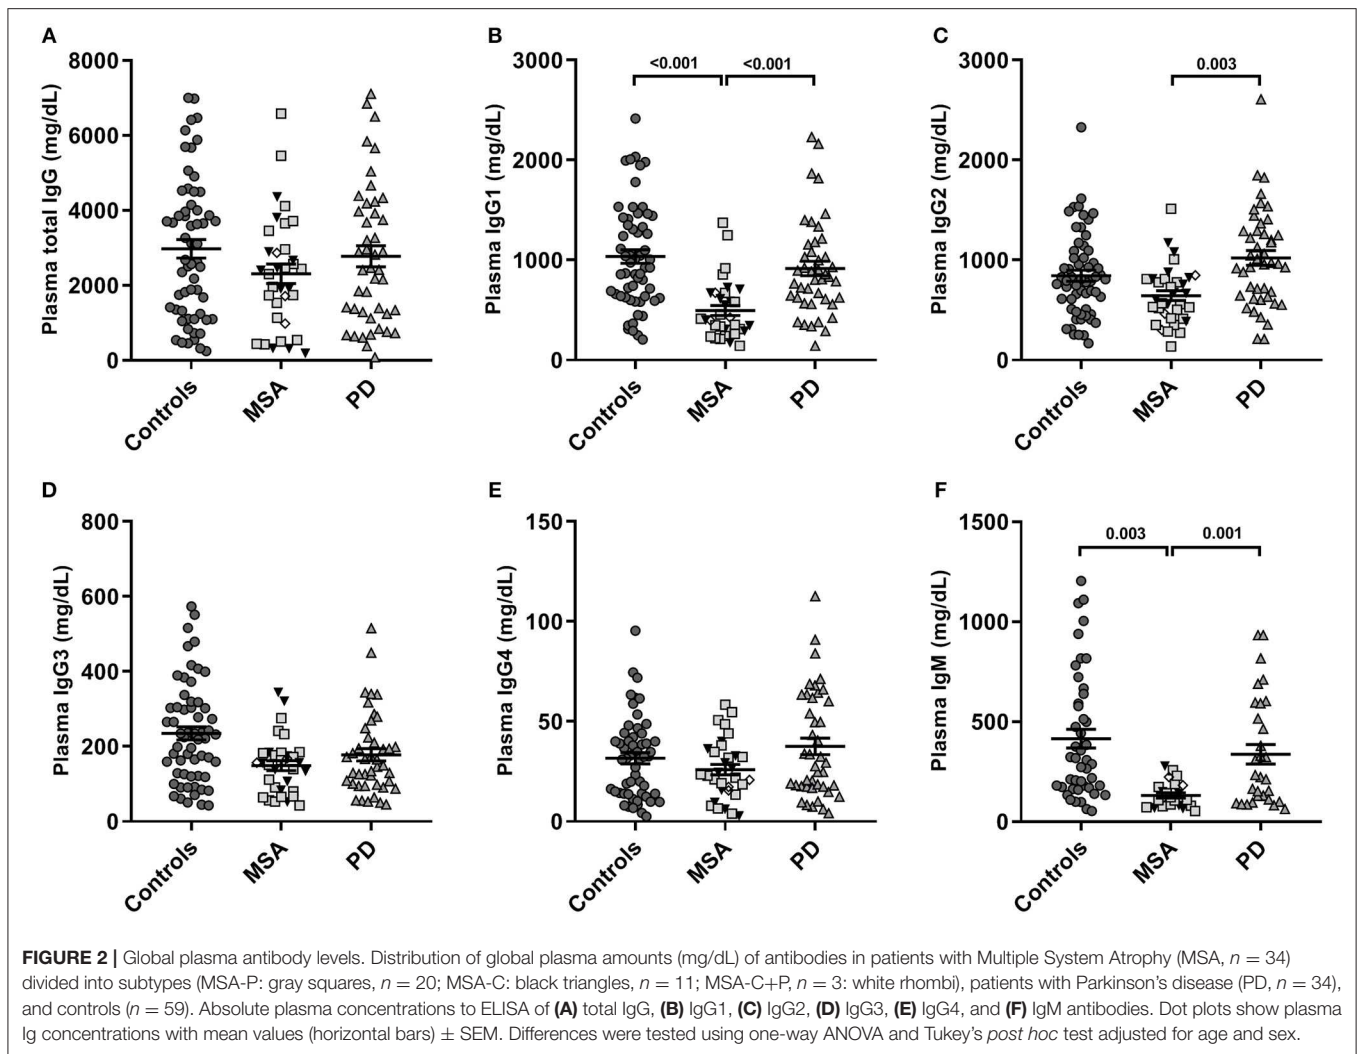 A
Plasma total IgG (mg/dL)
8000
6000
4000
2000
0
Controls
MSA
PD
B
Plasma IgG1 (mg/dL)
3000
2000
1000
0
<0.001
<0.001
Controls
MSA
PD
C
Plasma IgG2 (mg/dL)
3000
2000
1000
0
0.003
Controls
MSA
PD
D
Plasma IgG3 (mg/dL)
800
600
400
200
0
Controls
MSA
PD
E
Plasma IgG4 (mg/dL)
150
100
50
0
Controls
MSA
PD
F
Plasma IgM (mg/dL)
1500
1000
500
0
0.003
0.001
Controls
MSA
PD
FIGURE 2 | Global plasma antibody levels. Distribution of global plasma amounts (mg/dL) of antibodies in patients with Multiple System Atrophy (MSA, n = 34)
divided into subtypes (MSA-P: gray squares, n = 20; MSA-C: black triangles, n = 11; MSA-C+P, n = 3: white rhombi), patients with Parkinson's disease (PD, n = 34),
and controls (n = 59). Absolute plasma concentrations to ELISA of (A) total IgG, (B) IgG1, (C) IgG2, (D) IgG3, (E) IgG4, and (F) IgM antibodies. Dot plots show plasma
Ig concentrations with mean values (horizontal bars) ± SEM. Differences were tested using one-way ANOVA and Tukey's post hoc test adjusted for age and sex.